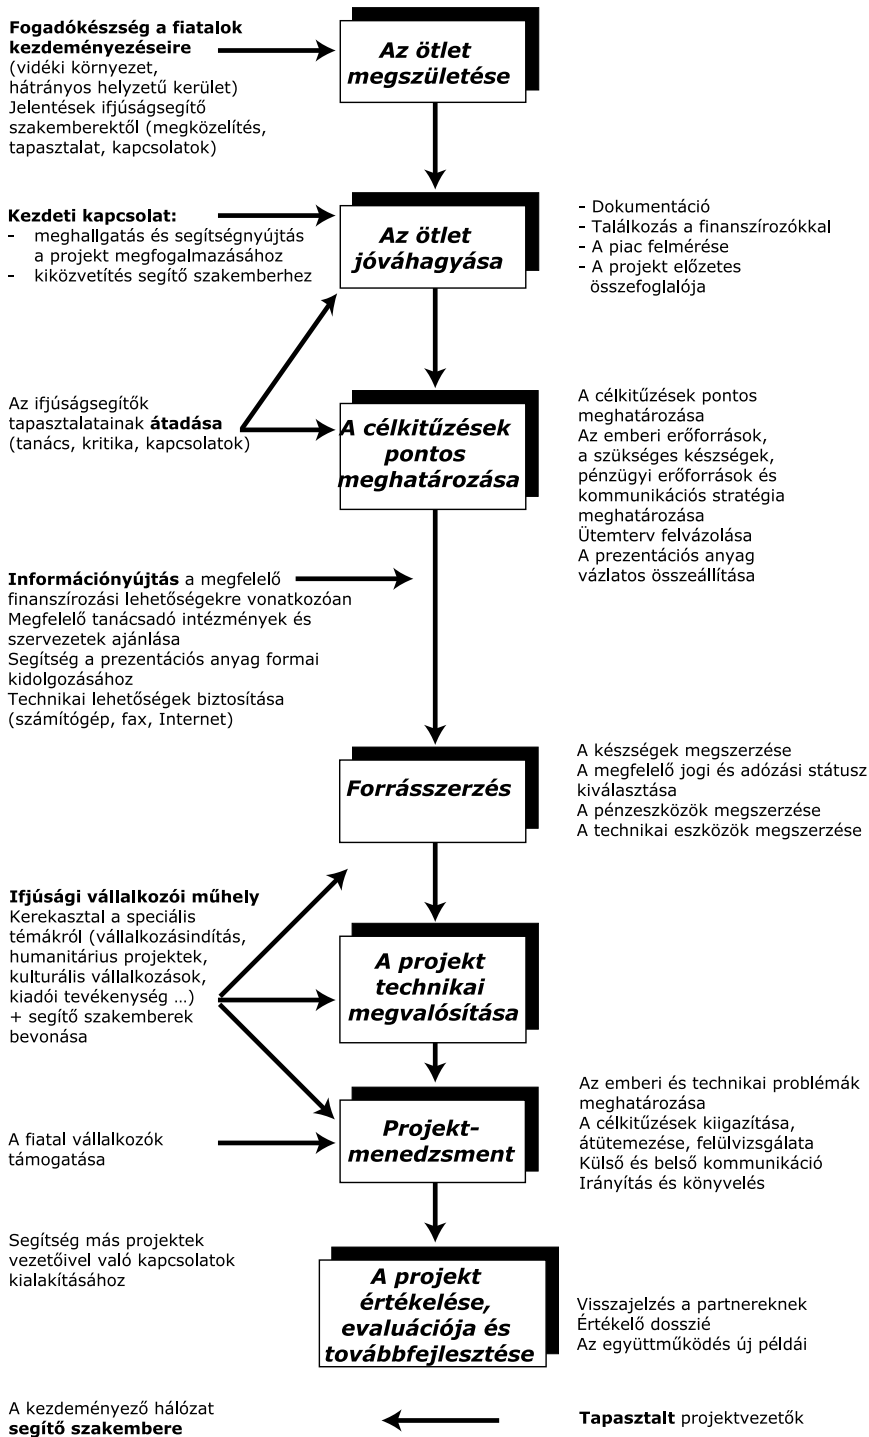 Fogadókészség a fiatalok
kezdeményezéseire
(vidéki környezet,
hátrányos helyzetű kerület)
Jelentések ifjúságsegítő
szakemberektől (megközelítés,
tapasztalat, kapcsolatok)
Az ötlet
megszületése
Kezdeti kapcsolat:
- meghallgatás és segítségnyújtás
a projekt megfogalmazásához
- kiközvetítés segítő szakemberhez
Az ötlet
jóváhagyása
- Dokumentáció
- Találkozás a finanszírozókkal
- A piac felmérése
- A projekt előzetes
összefoglalója
Az ifjúságsegítők
tapasztalatainak átadása
(tanács, kritika, kapcsolatok)
A célkitűzések
pontos
meghatározása
A célkitűzések pontos
meghatározása
Az emberi erőforrások,
a szükséges készségek,
pénzügyi erőforrások és
kommunikációs stratégia
meghatározása
Ütemterv felvázolása
A prezentációs anyag
vázlatos összeállítása
Információnyújtás a megfelelő
finanszírozási lehetőségekre vonatkozóan
Megfelelő tanácsadó intézmények és
szervezetek ajánlása
Segítség a prezentációs anyag formai
kidolgozásához
Technikai lehetőségek biztosítása
(számítógép, fax, Internet)
Forrásszerzés
A készségek megszerzése
A megfelelő jogi és adózási státusz
kiválasztása
A pénzeszközök megszerzése
A technikai eszközök megszerzése
Ifjúsági vállalkozói műhely
Kerekasztal a speciális
témákról (vállalkozásindítás,
humanitárius projektek,
kulturális vállalkozások,
kiadói tevékenység ...)
+ segítő szakemberek
bevonása
A projekt
technikai
megvalósítása
A fiatal vállalkozók
támogatása
Projekt-
menedzsment
Az emberi és technikai problémák
meghatározása
A célkitűzések kiigazítása,
átütemezése, felülvizsgálata
Külső és belső kommunikáció
Irányítás és könyvelés
Segítség más projektek
vezetőivel való kapcsolatok
kialakításához
A projekt
értékelése,
evaluációja és
továbbfejlesztése
Visszajelzés a partnereknek
Értékelő dosszié
Az együttműködés új példái
A kezdeményező hálózat
segítő szakembere
Tapasztalt projektvezetők